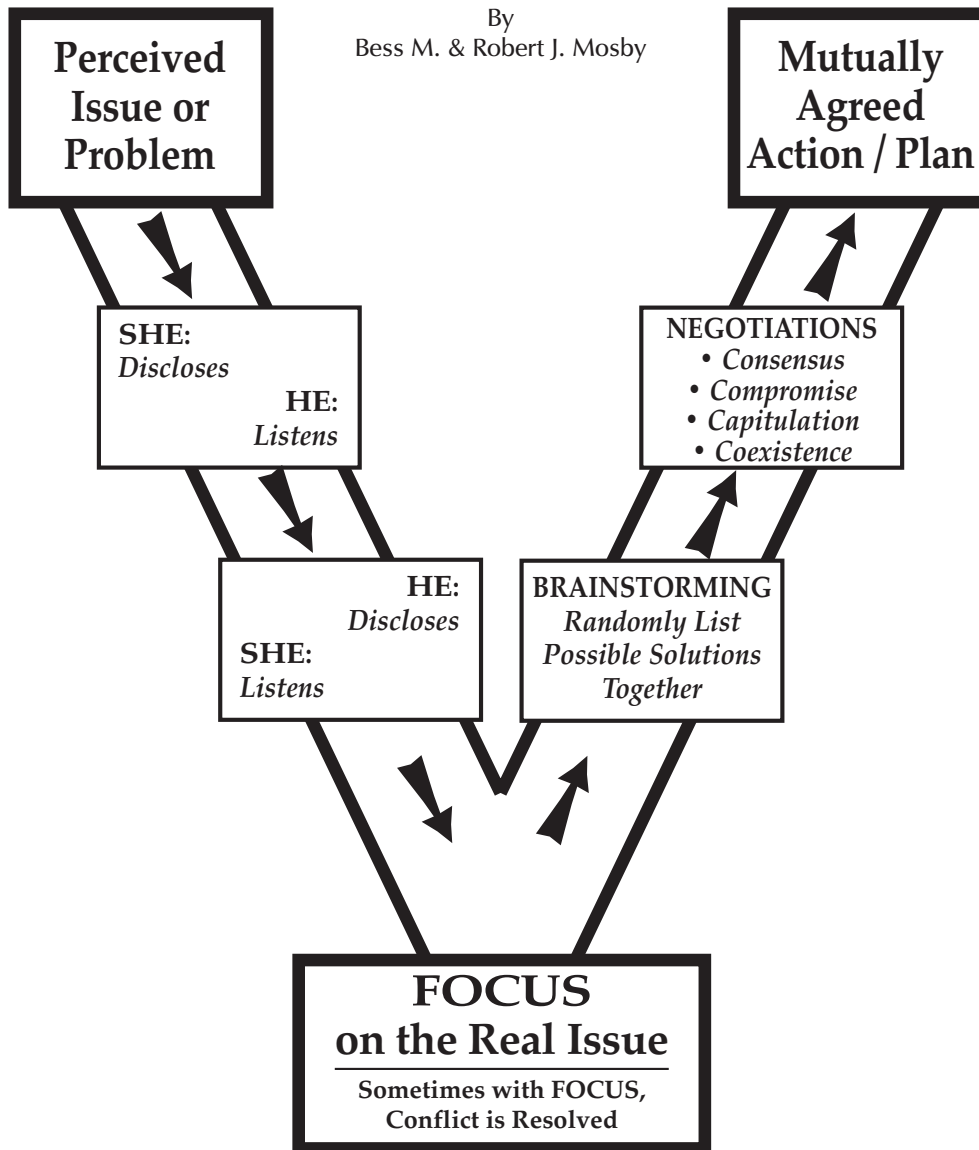 By
Bess M. & Robert J. Mosby
Perceived
Issue or
Problem
SHE:
Discloses
HE:
Listens
HE:
Discloses
SHE:
Listens
FOCUS
on the Real Issue
Sometimes with FOCUS,
Conflict is Resolved
BRAINSTORMING
Randomly List
Possible Solutions
Together
NEGOTIATIONS
• Consensus
• Compromise
• Capitulation
• Coexistence
Mutually
Agreed
Action / Plan